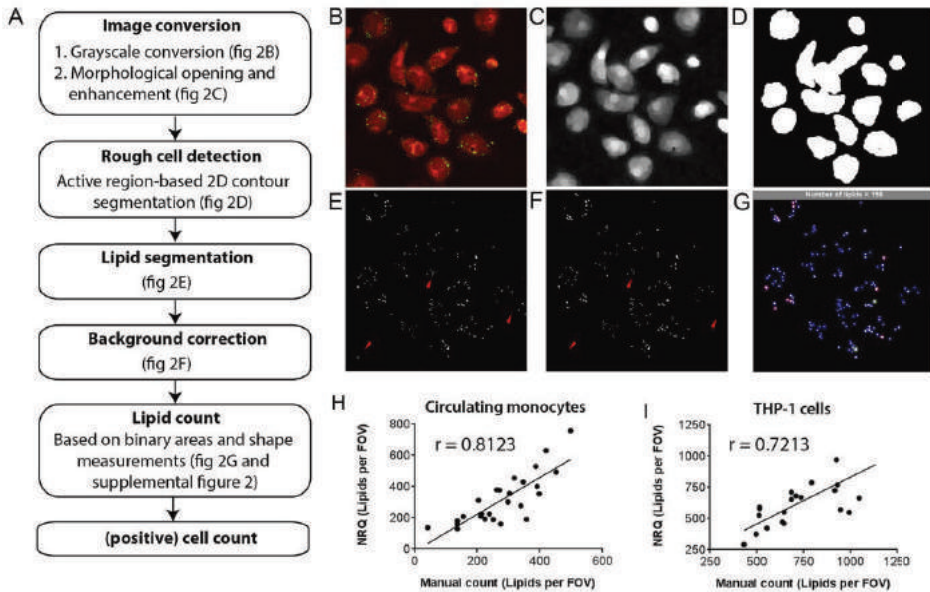 A
Image conversion
1. Grayscale conversion (fig 2B)
2. Morphological opening and
enhancement (fig 2C)
Rough cell detection
Active region-based 2D contour
segmentation (fig 2D)
Lipid segmentation
(fig 2E)
Background correction
(fig 2F)
Lipid count
Based on binary areas and shape
measurements (fig 2G and
supplemental figure 2)
(positive) cell count
B
C
D
E
F
G
Number of lipids =
H
Circulating monocytes
r = 0.8123
NRQ (Lipids per FOV)
800
600
400
200
0
0
200
400
600
Manual count (Lipids per FOV)
I
THP-1 cells
r = 0.7213
NRQ (Lipids per FOV)
1250
1000
750
500
250
250
500
750
1000
1250
Manual count (Lipids per FOV)